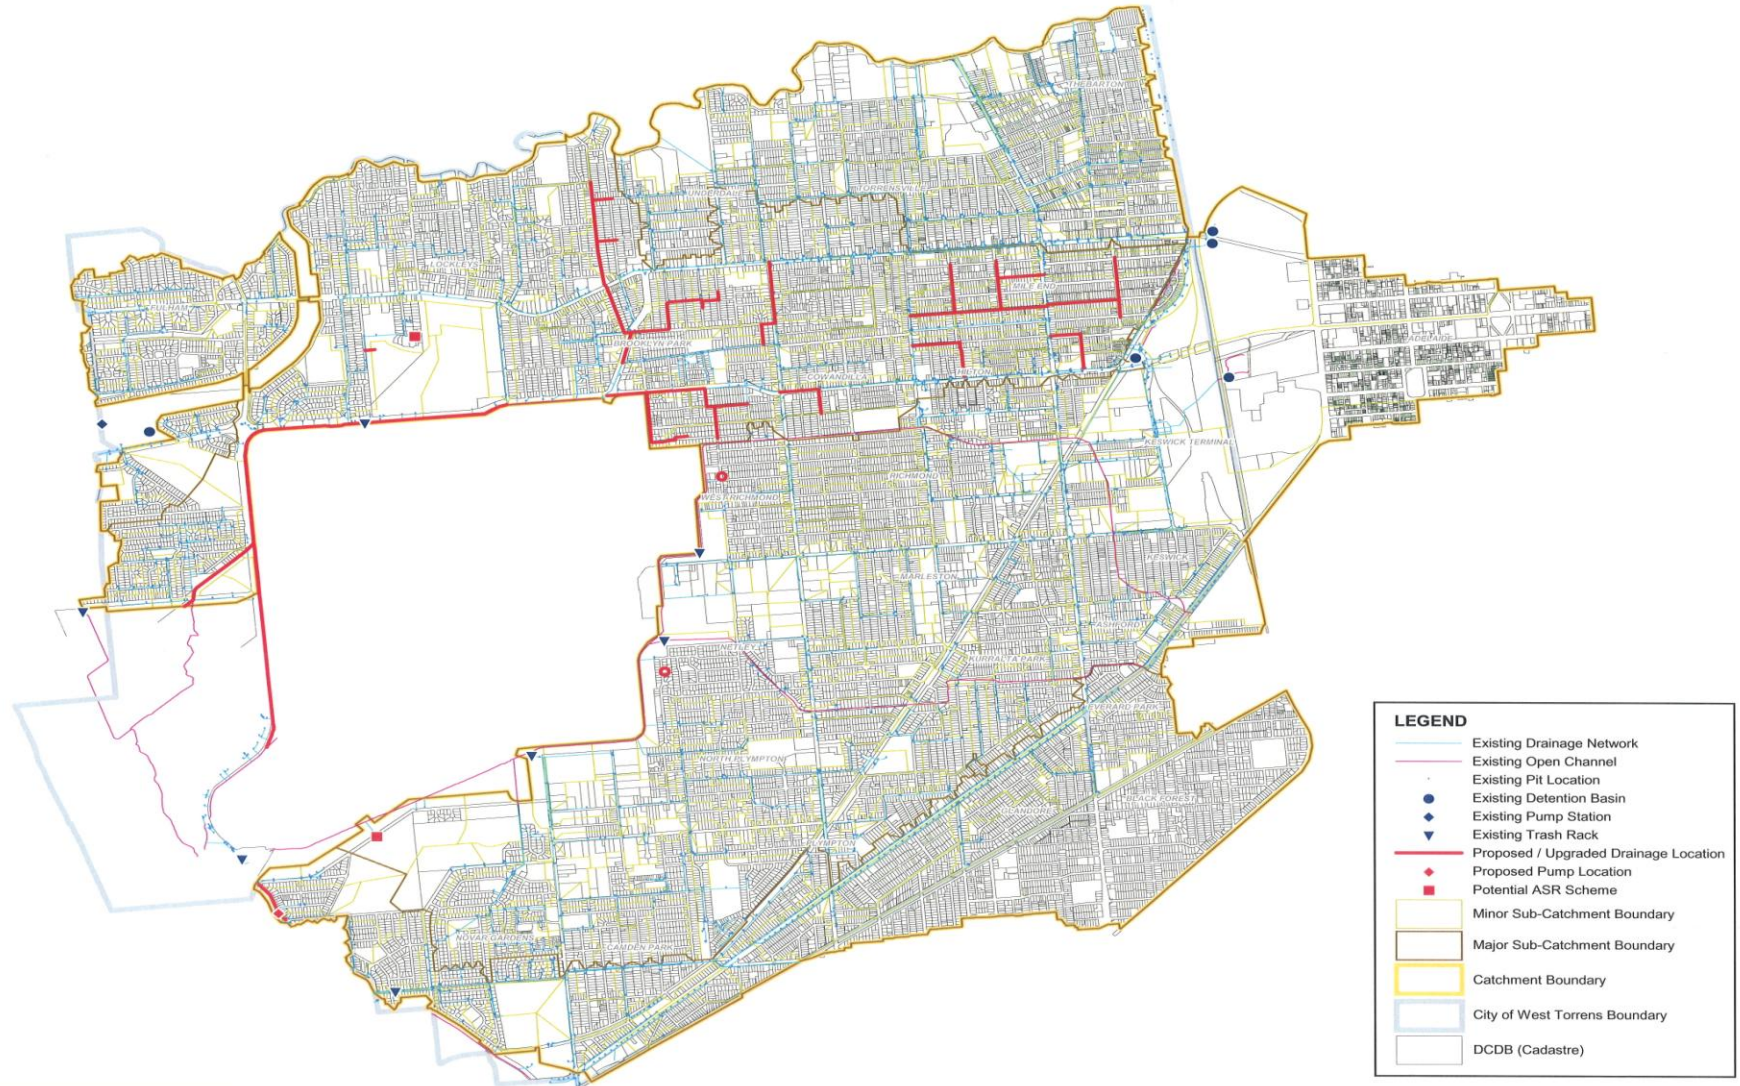 THEBARTON
TORRENSVILLE
LOCKLEYS
FULHAM
MILE END
BROOKLYN PARK
ADELAIDE
COWANDILLA
HILTON
KESWICK TERMINAL
RICHMOND
WEST RICHMOND
KESWICK
MARLESTON
ASHFORD
NETLEY
KURRALTA PARK
EVERARD PARK
NORTH PLYMPTON
BLACK FOREST
GLANDORE
PLYMPTON
NOVAR GARDENS
CAMDEN PARK
LEGEND
Existing Drainage Network
Existing Open Channel
Existing Pit Location
Existing Detention Basin
Existing Pump Station
Existing Trash Rack
Proposed / Upgraded Drainage Location
Proposed Pump Location
Potential ASR Scheme
Minor Sub-Catchment Boundary
Major Sub-Catchment Boundary
Catchment Boundary
City of West Torrens Boundary
DCDB (Cadastre)